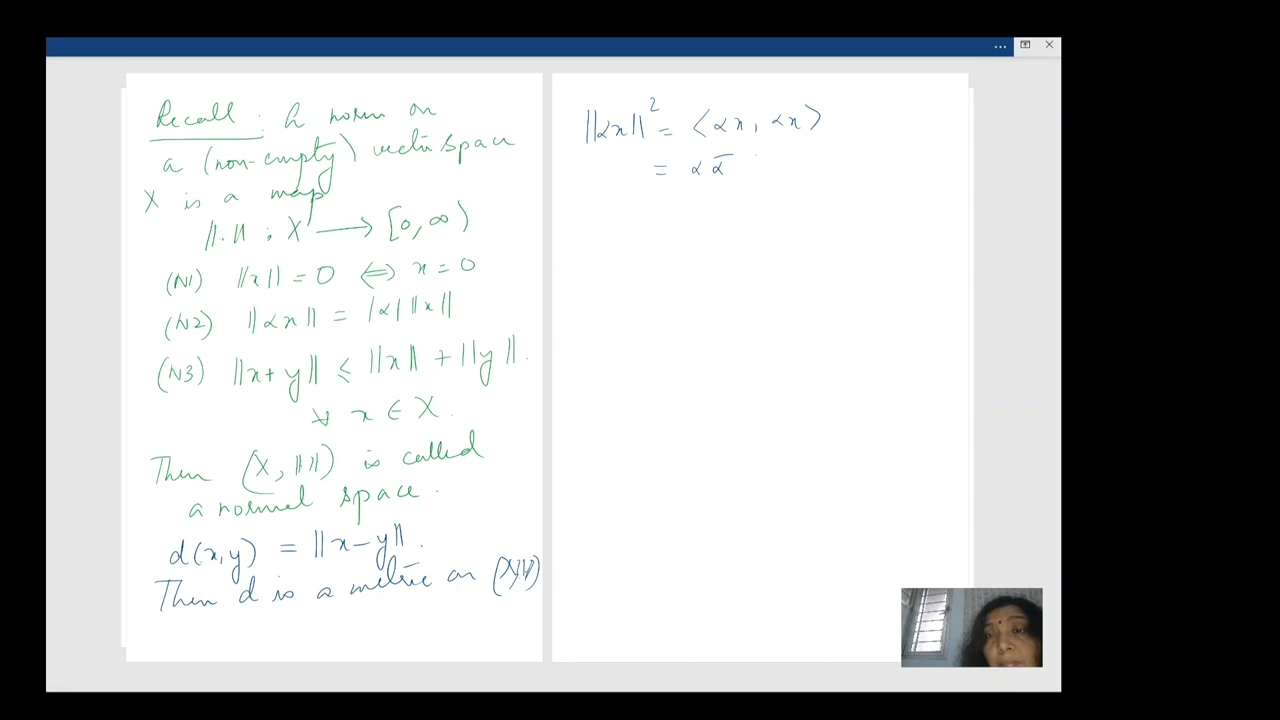 Recall : A norm on
a (non-empty) vector space
X is a map
||.|| : X → [0, ∞)
(N1) ||x|| = 0 ⇔ x = 0
(N2) ||αx|| = |α| ||x||
(N3) ||x+y|| ≤ ||x|| + ||y||.
∀ x ∈ X.
Then (X, ||||) is called
a normed space.
d(x,y) = ||x-y||.
Then d is a metric on (X, ||)
||αx||² = ⟨αx, αx⟩
= α ᾱ